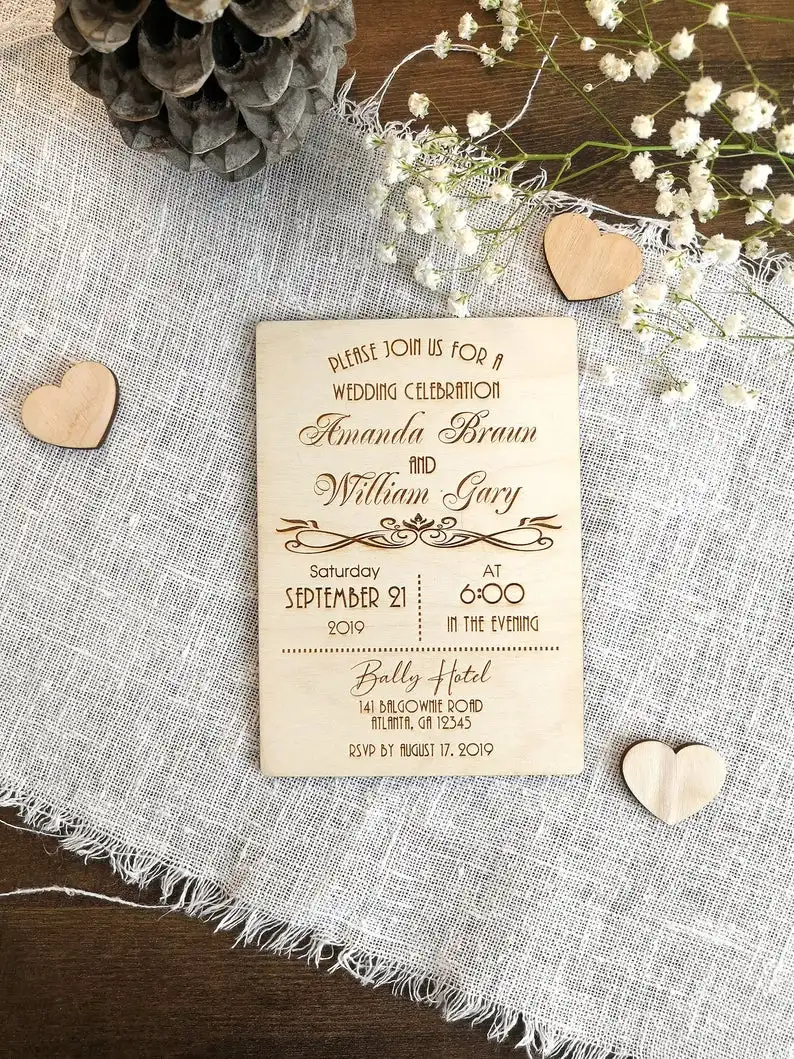 PLEASE JOIN US FOR A
WEDDING CELEBRATION
Amanda Braun
AND
William Gary
Saturday
SEPTEMBER 21
2019
AT
6:00
IN THE EVENING
Bally Hotel
141 BALGOWNIE ROAD
ATLANTA, GA 12345
RSVP BY AUGUST 17, 2019